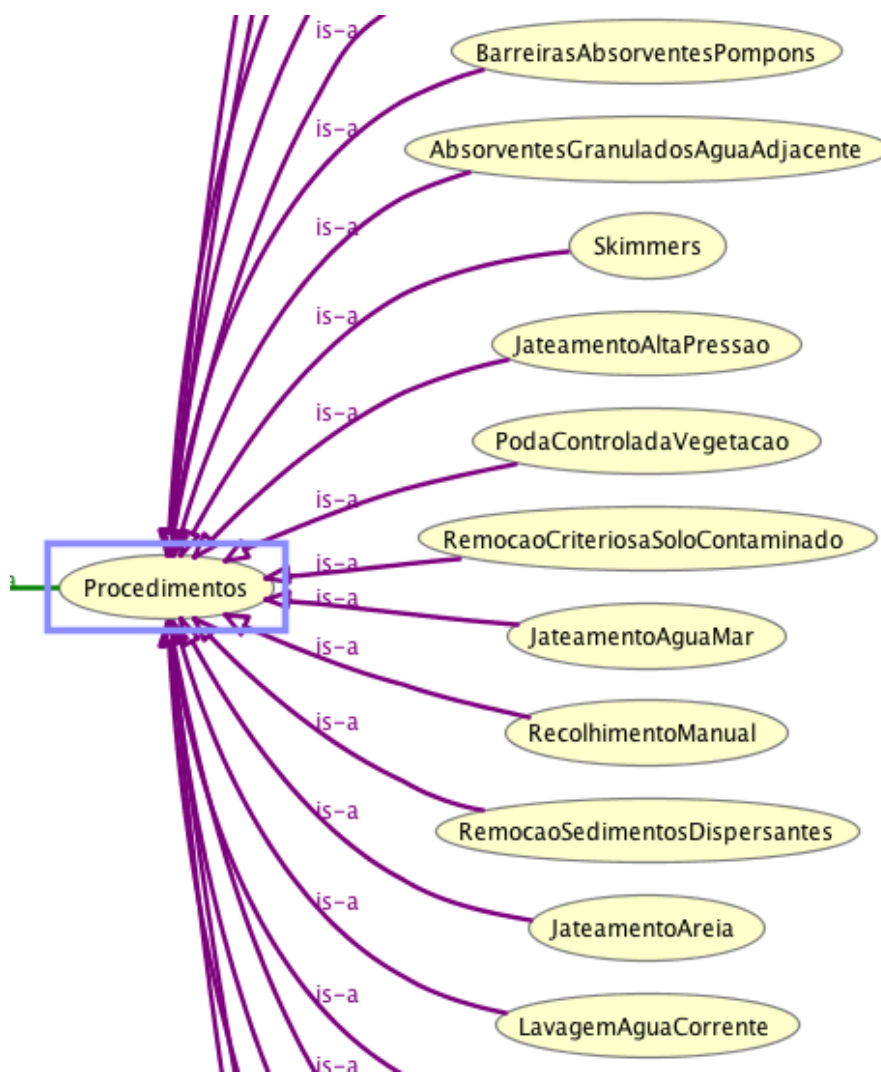 is-a
BarreirasAbsorventesPompons
is-a
AbsorventesGranuladosAguaAdjacente
is-a
Skimmers
is-a
JateamentoAltaPressao
is-a
PodaControladaVegetacao
is-a
RemocaoCriteriosaSoloContaminado
is-a
Procedimentos
is-a
JateamentoAguaMar
is-a
RecolhimentoManual
is-a
RemocaoSedimentosDispersantes
is-a
JateamentoAreia
is-a
LavagemAguaCorrente
is-a
is-a